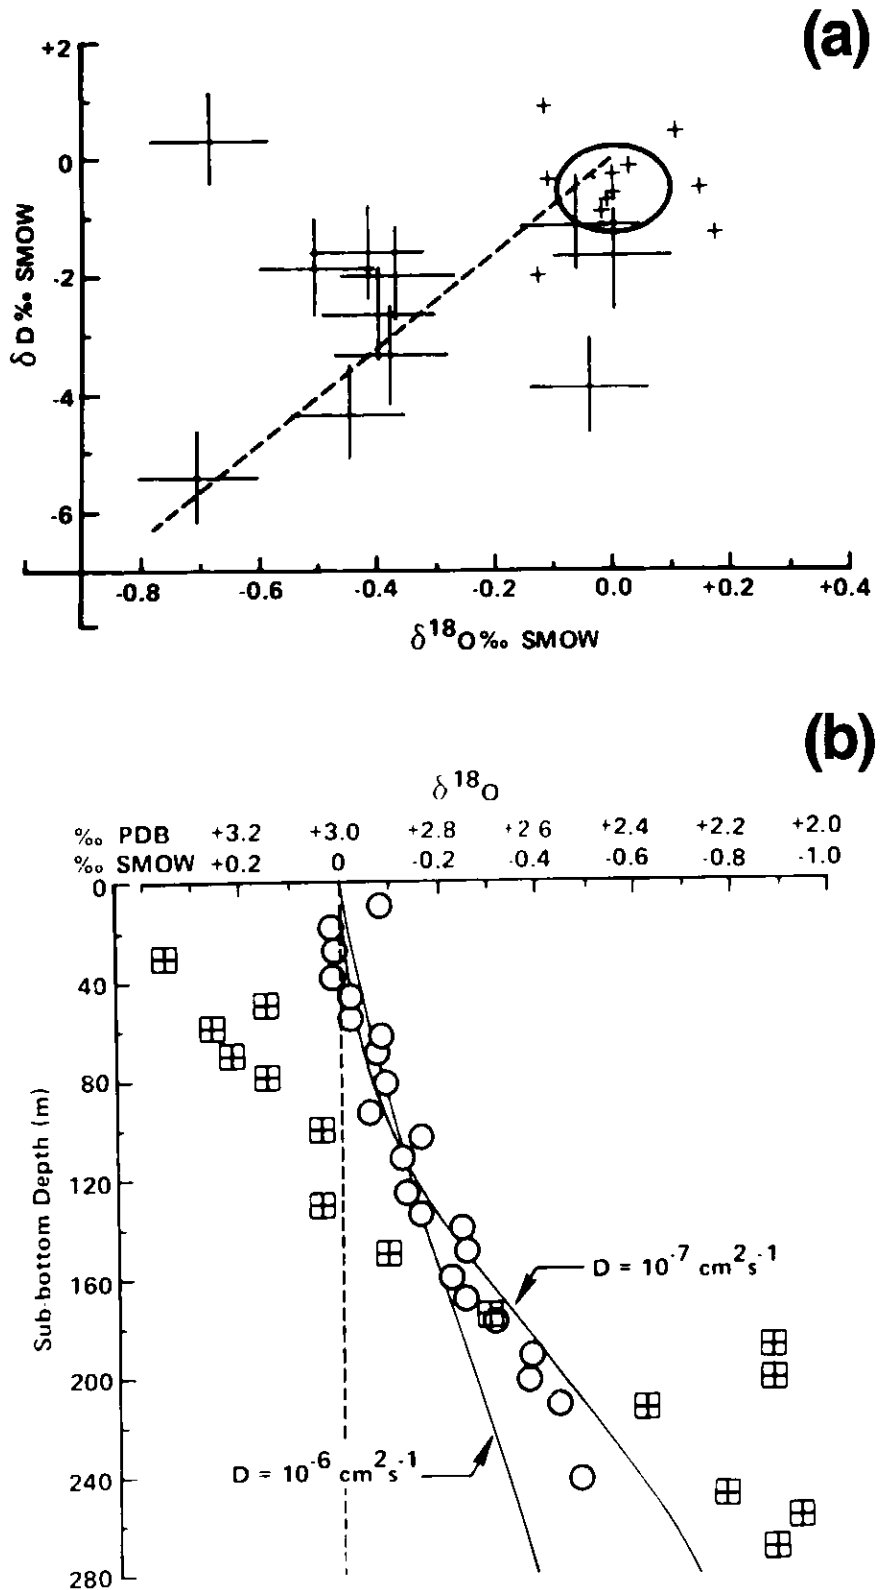 (a)
+2
0
-2
-4
-6
δD‰ SMOW
-0.8 -0.6 -0.4 -0.2 0.0 +0.2 +0.4
δ¹⁸O‰ SMOW
(b)
δ¹⁸O
‰ PDB +3.2 +3.0 +2.8 +2 6 +2.4 +2.2 +2.0
‰ SMOW +0.2 0 -0.2 -0.4 -0.6 -0.8 -1.0
0
40
80
120
160
200
240
280
Sub-bottom Depth (m)
D = 10⁻⁷ cm²s⁻¹
D = 10⁻⁶ cm²s⁻¹